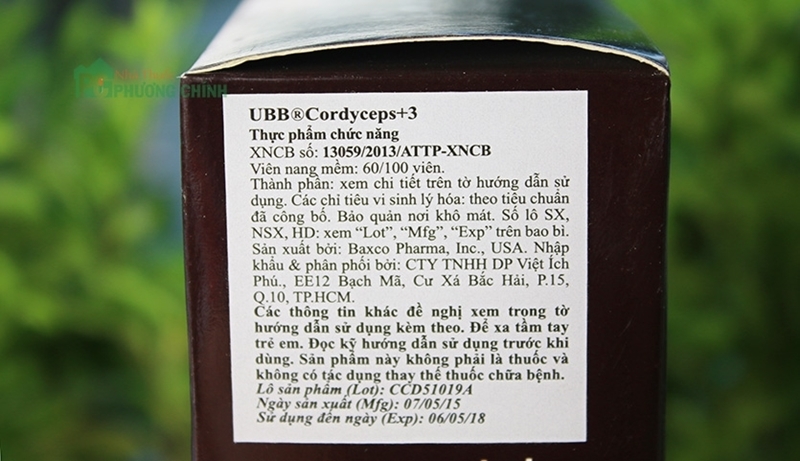 Nhà Thuốc
PHƯƠNG CHÍNH
UBB®Cordyceps+3
Thực phẩm chức năng
XNCB số: 13059/2013/ATTP-XNCB
Viên nang mềm: 60/100 viên.
Thành phần: xem chi tiết trên tờ hướng dẫn sử
dụng. Các chỉ tiêu vi sinh lý hóa: theo tiêu chuẩn
đã công bố. Bảo quản nơi khô mát. Số lô SX,
NSX, HD: xem “Lot”, “Mfg”, “Exp” trên bao bì.
Sản xuất bởi: Baxco Pharma, Inc., USA. Nhập
khẩu & phân phối bởi: CTY TNHH DP Việt Ích
Phú., EE12 Bạch Mã, Cư Xá Bắc Hải, P.15,
Q.10, TP.HCM.
Các thông tin khác đề nghị xem trong tờ
hướng dẫn sử dụng kèm theo. Để xa tầm tay
trẻ em. Đọc kỹ hướng dẫn sử dụng trước khi
dùng. Sản phẩm này không phải là thuốc và
không có tác dụng thay thế thuốc chữa bệnh.
Lô sản phẩm (Lot): CCD51019A
Ngày sản xuất (Mfg): 07/05/15
Sử dụng đến ngày (Exp): 06/05/18